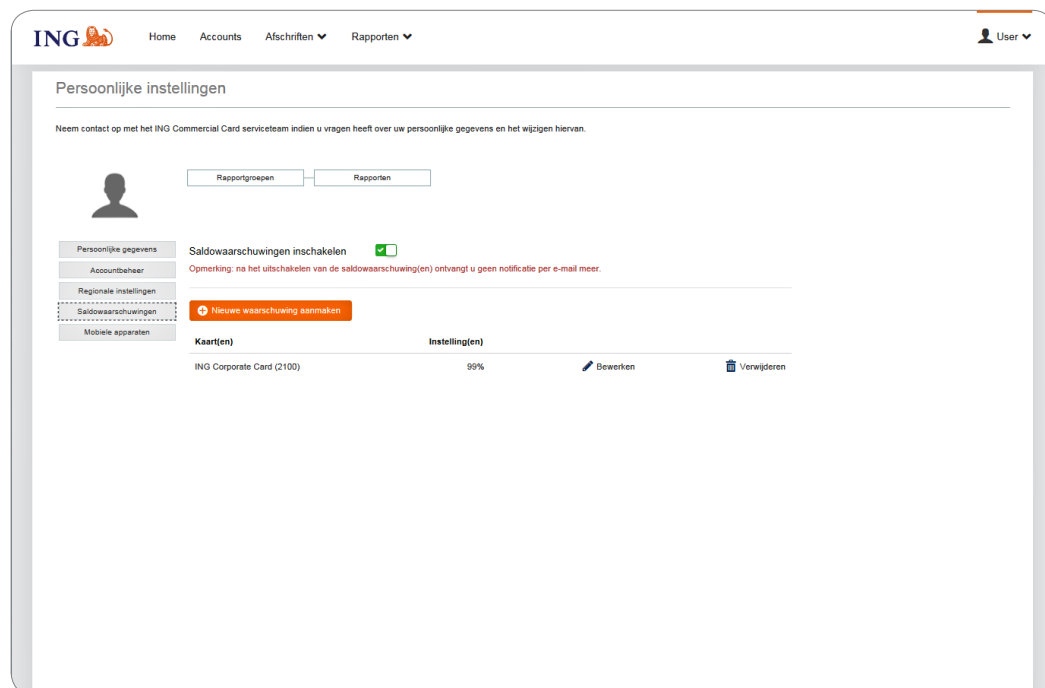 ING Home Accounts Afschriften Rapporten User
Persoonlijke instellingen
Neem contact op met het ING Commercial Card serviceteam indien u vragen heeft over uw persoonlijke gegevens en het wijzigen hiervan.
Rapportgroepen Rapporten
Persoonlijke gegevens
Accountbeheer
Regionale instellingen
Saldowaarschuwingen
Mobiele apparaten
Saldowaarschuwingen inschakelen
Opmerking: na het uitschakelen van de saldowaarschuwing(en) ontvangt u geen notificatie per e-mail meer.
Nieuwe waarschuwing aanmaken
Kaart(en) Instelling(en)
ING Corporate Card (2100) 99% Bewerken Verwijderen